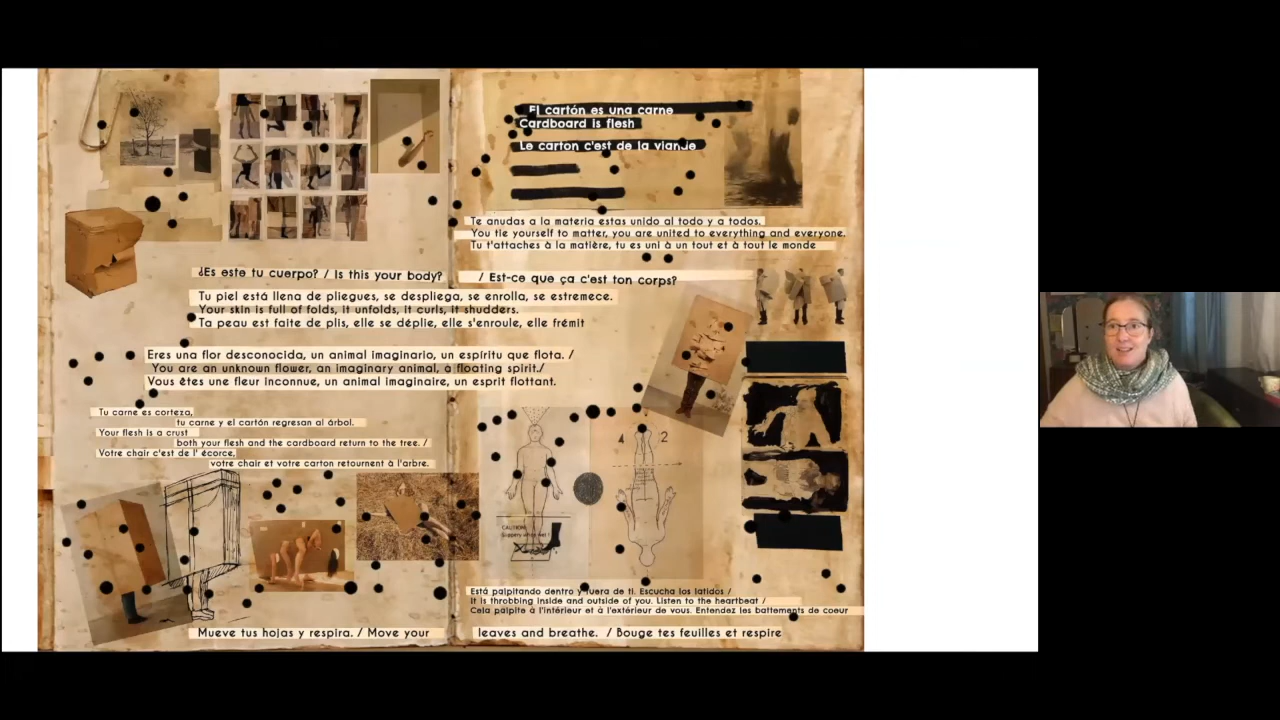 El cartón es una carne
Cardboard is flesh
Le carton c'est de la viande
Te anudas a la materia estas unido al todo y a todos.
You tie yourself to matter, you are united to everything and everyone.
Tu t'attaches à la matière, tu es uni à un tout et à tout le monde
¿Es este tu cuerpo? / Is this your body? / Est-ce que ça c'est ton corps?
Tu piel está llena de pliegues, se despliega, se enrolla, se estremece.
Your skin is full of folds, it unfolds, it curls, it shudders.
Ta peau est faite de plis, elle se déplie, elle s'enroule, elle frémit
Eres una flor desconocida, un animal imaginario, un espíritu que flota. /
You are an unknown flower, an imaginary animal, a floating spirit./
Vous êtes une fleur inconnue, un animal imaginaire, un esprit flottant.
Tu carne es corteza,
tu carne y el cartón regresan al árbol.
Your flesh is a crust
both your flesh and the cardboard return to the tree. /
Votre chair c'est de l' écorce,
votre chair et votre carton retournent à l'arbre.
4 2
CAUTION
Slippery when wet !
Está palpitando dentro y fuera de ti. Escucha los latidos /
It is throbbing inside and outside of you. Listen to the heartbeat /
Cela palpite à l'intérieur et à l'extérieur de vous. Entendez les battements de coeur
Mueve tus hojas y respira. / Move your leaves and breathe. / Bouge tes feuilles et respire